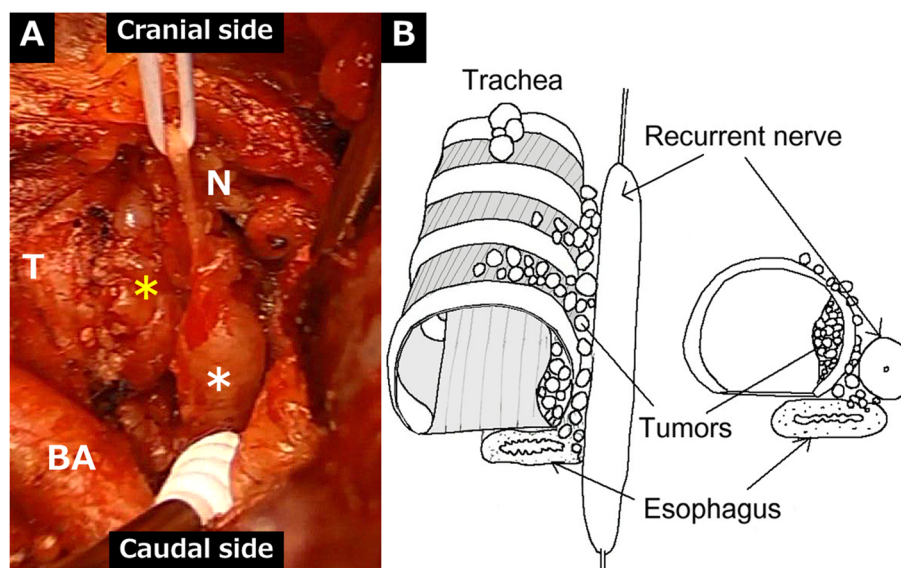 A
Cranial side
N
T
*
*
BA
Caudal side
B
Trachea
Recurrent nerve
Tumors
Esophagus